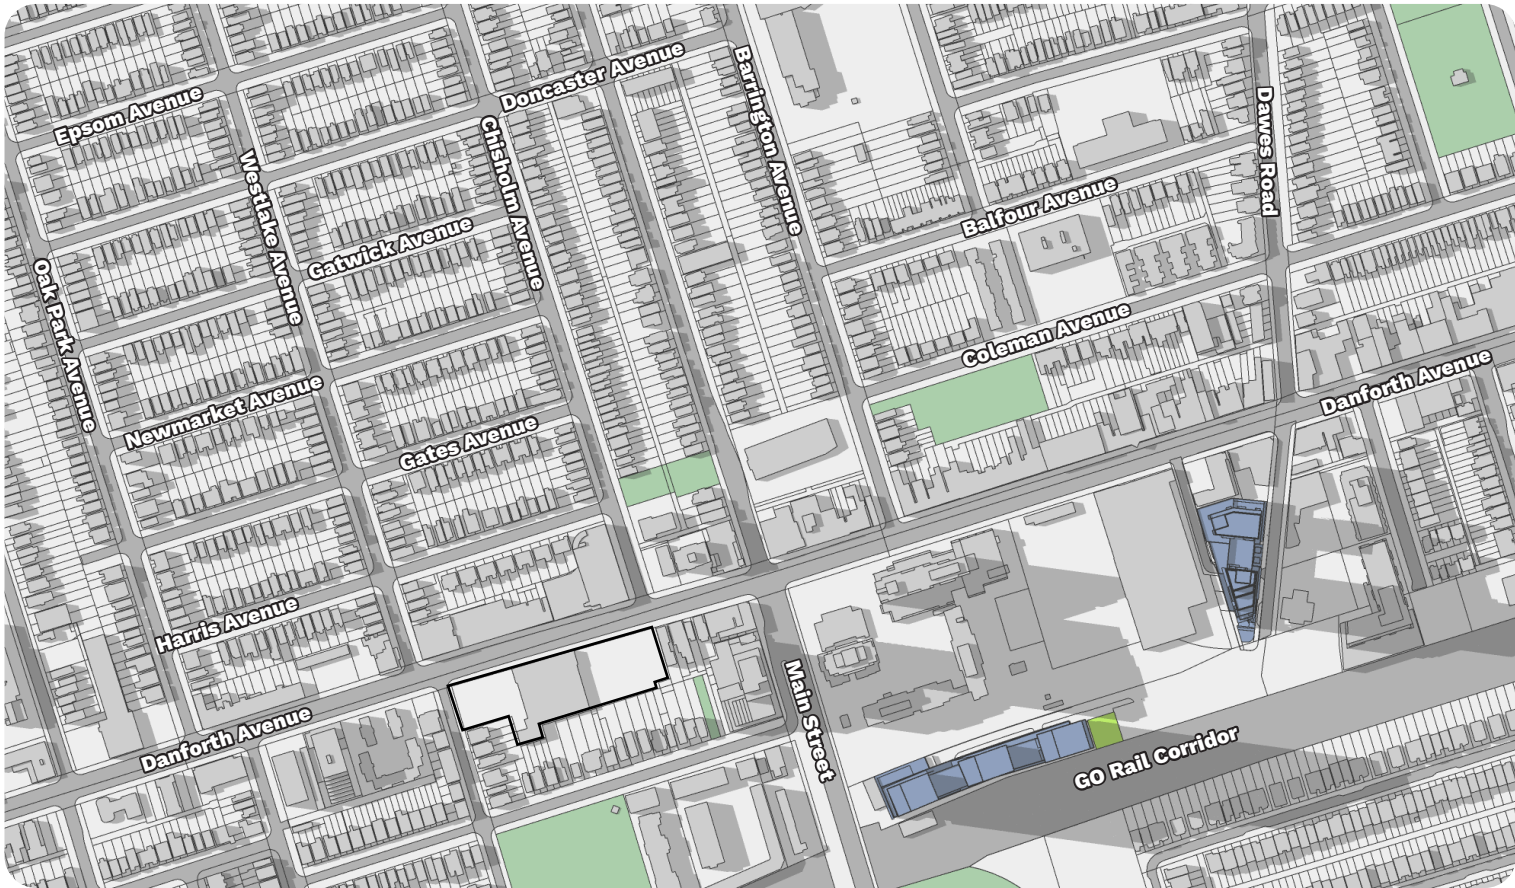 Doncaster Avenue
Epsom Avenue
Barrington Avenue
Dawes Road
Chisholm Avenue
Westlake Avenue
Balfour Avenue
Gatwick Avenue
Oak Park Avenue
Coleman Avenue
Newmarket Avenue
Danforth Avenue
Gates Avenue
Harris Avenue
Main Street
Danforth Avenue
GO Rail Corridor